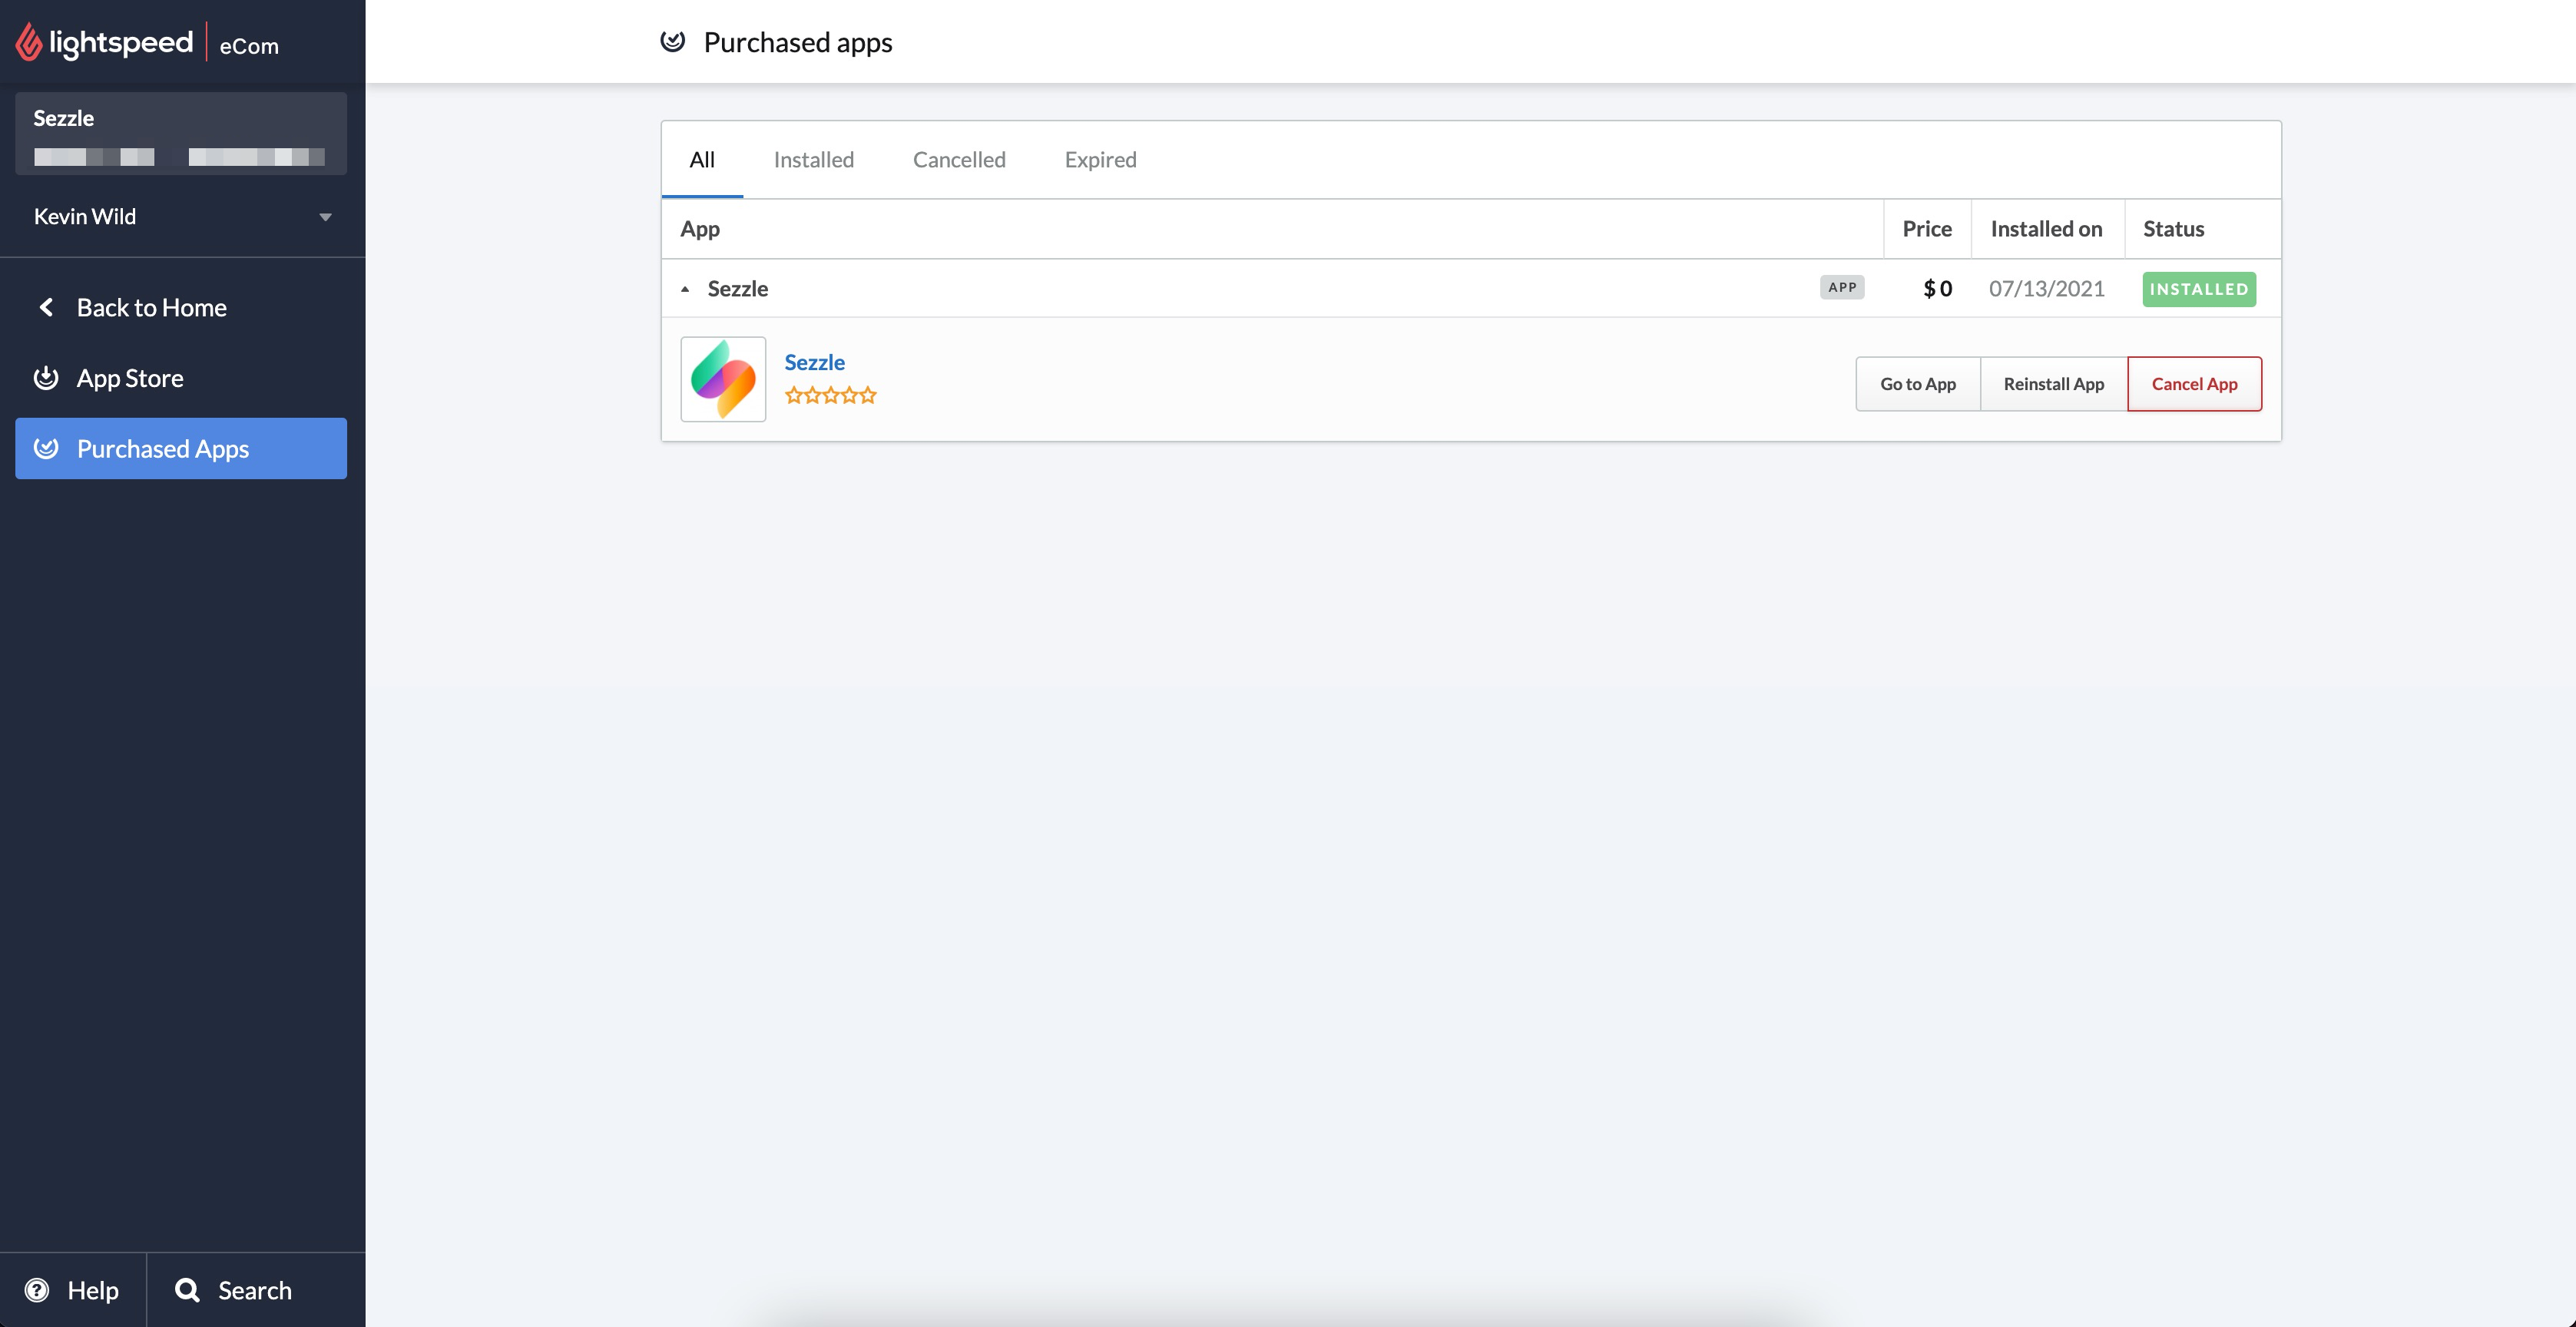 lightspeed eCom
Purchased apps
Sezzle
Kevin Wild
Back to Home
App Store
Purchased Apps
All Installed Cancelled Expired
App Price Installed on Status
Sezzle APP $ 0 07/13/2021 INSTALLED
Sezzle
Go to App Reinstall App Cancel App
Help Search